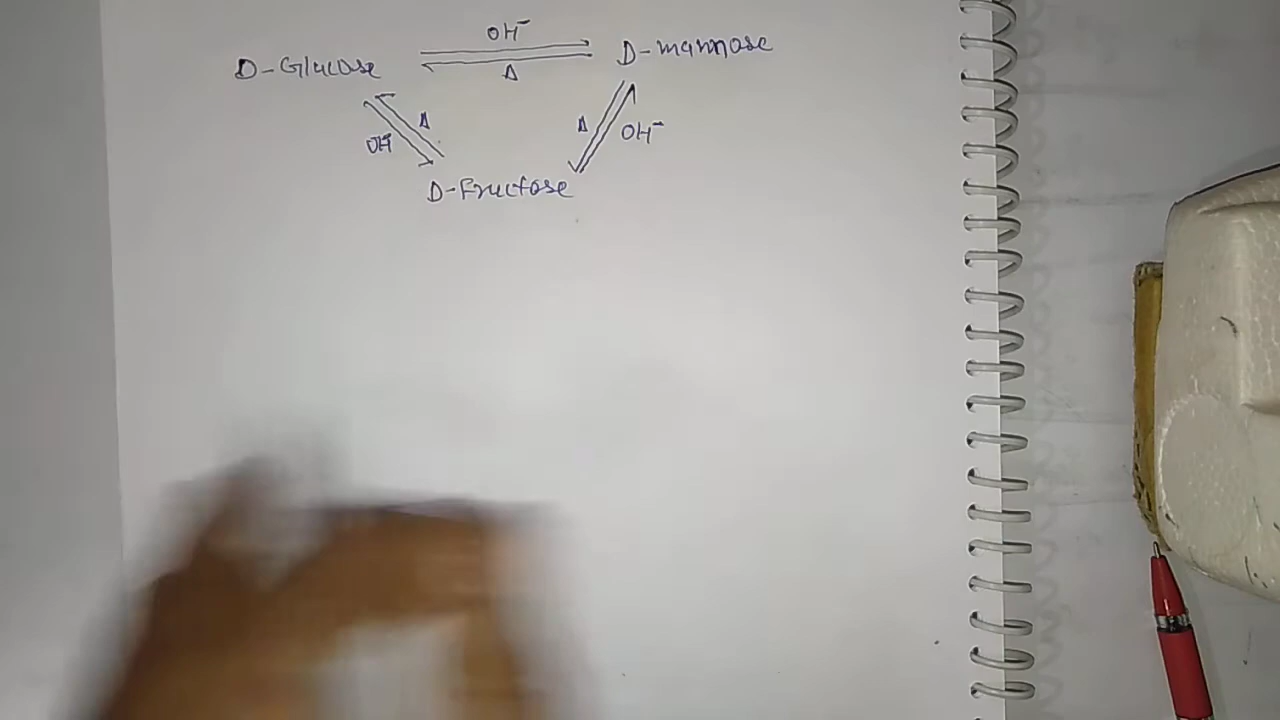 OH⁻
D-Glucose ⇌ D-mannose
Δ
OH⁻ Δ Δ OH⁻
D-Fructose